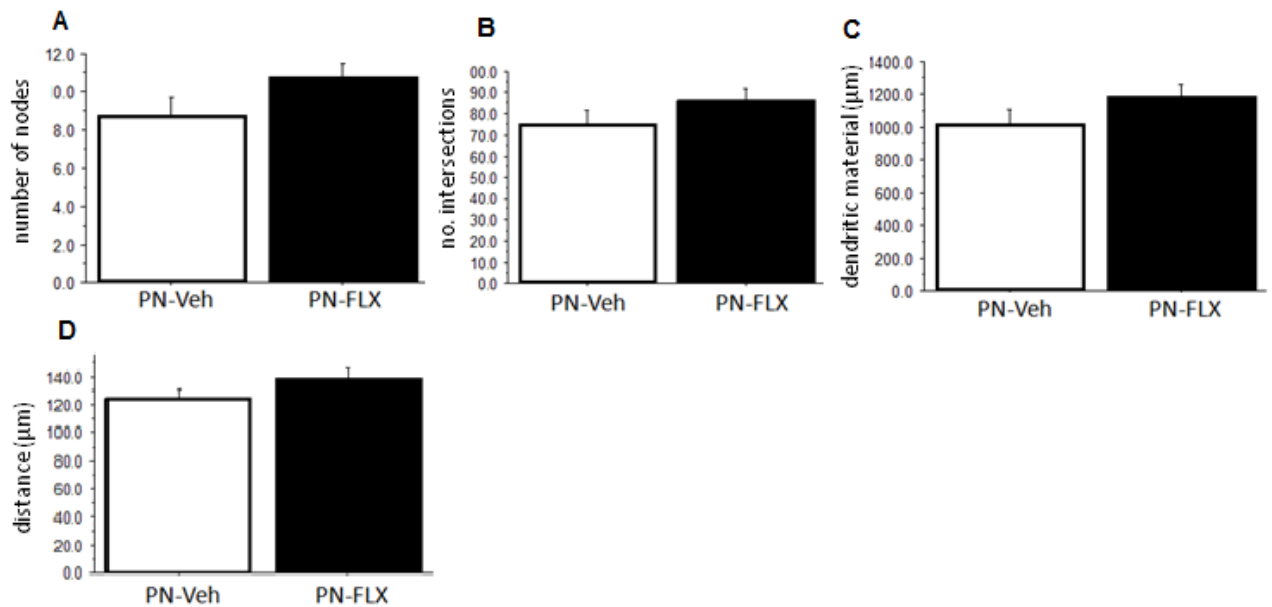 A
number of nodes
12.0
0.0
8.0
6.0
4.0
2.0
0.0
PN-Veh
PN-FLX
B
no. intersections
00.0
90.0
80.0
70.0
60.0
50.0
40.0
30.0
20.0
10.0
00.0
PN-Veh
PN-FLX
C
dendritic material (µm)
1400.0
1200.0
1000.0
800.0
600.0
400.0
200.0
0.0
PN-Veh
PN-FLX
D
distance (µm)
140.0
120.0
100.0
80.0
60.0
40.0
20.0
0.0
PN-Veh
PN-FLX